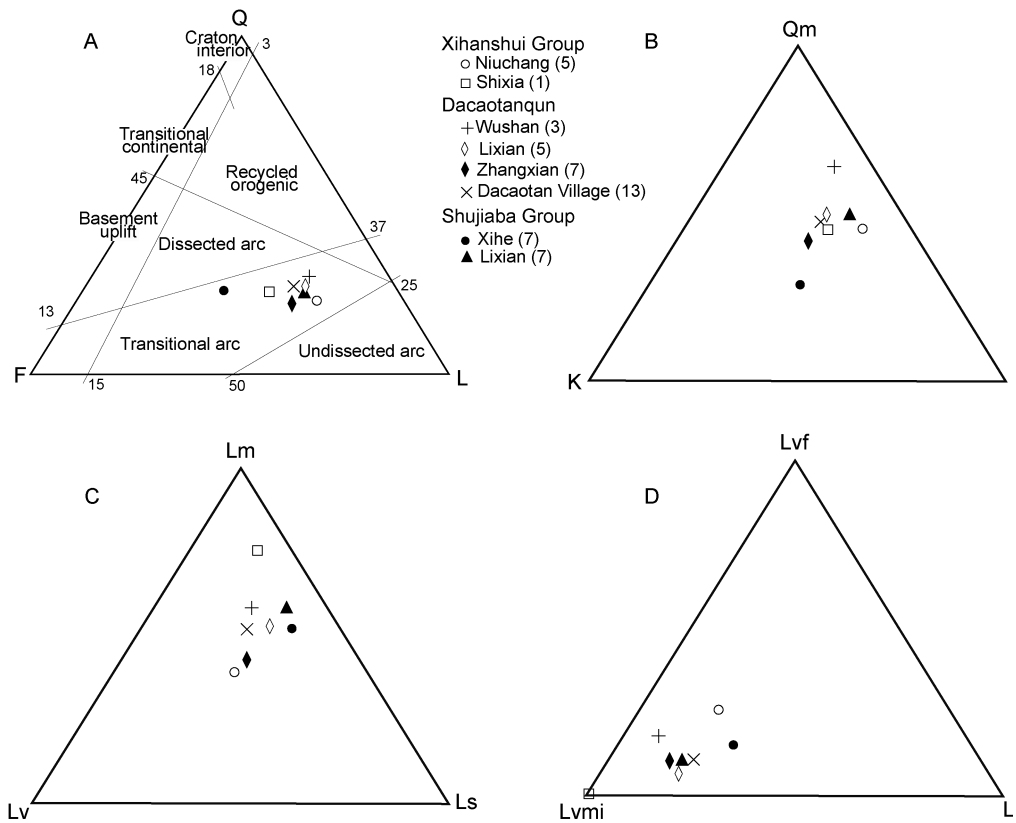 A
Q
Craton
interior
3
18
Transitional
continental
45
Recycled
orogenic
Basement
uplift
Dissected arc
37
25
13
Transitional arc
Undissected arc
F
15
50
L
Xihanshui Group
Niuchang (5)
Shixia (1)
Dacaotanqun
Wushan (3)
Lixian (5)
Zhangxian (7)
Dacaotan Village (13)
Shujiaba Group
Xihe (7)
Lixian (7)
B
Qm
K
C
Lm
Lv
Ls
D
Lvf
Lvmi
L